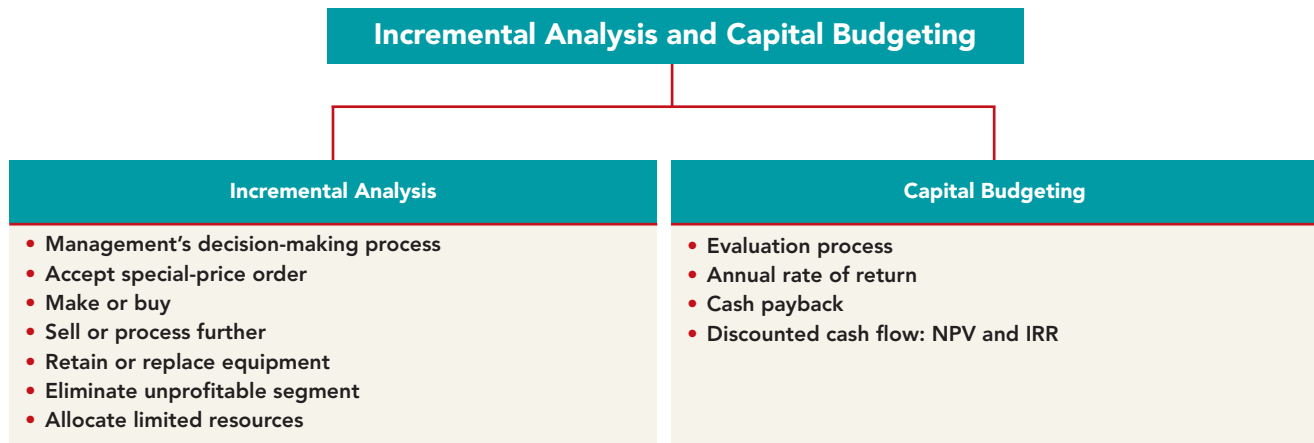 Incremental Analysis and Capital Budgeting
Incremental Analysis
• Management’s decision-making process
• Accept special-price order
• Make or buy
• Sell or process further
• Retain or replace equipment
• Eliminate unprofitable segment
• Allocate limited resources
Capital Budgeting
• Evaluation process
• Annual rate of return
• Cash payback
• Discounted cash flow: NPV and IRR